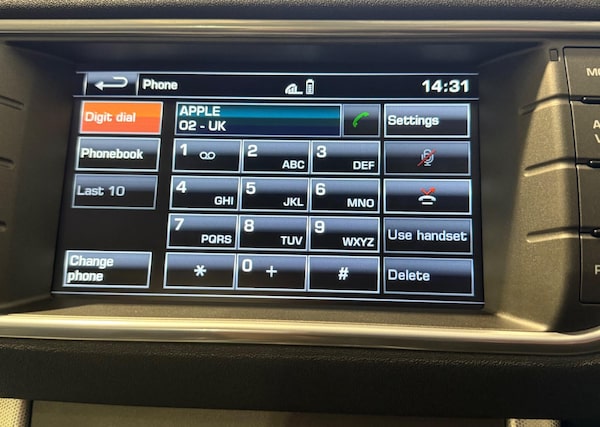 Phone 14:31
Digit dial
APPLE
O2 - UK
Settings
Phonebook
1 2 ABC 3 DEF
Last 10
4 GHI 5 JKL 6 MNO
7 PQRS 8 TUV 9 WXYZ
Use handset
Change
phone
* 0 + #
Delete